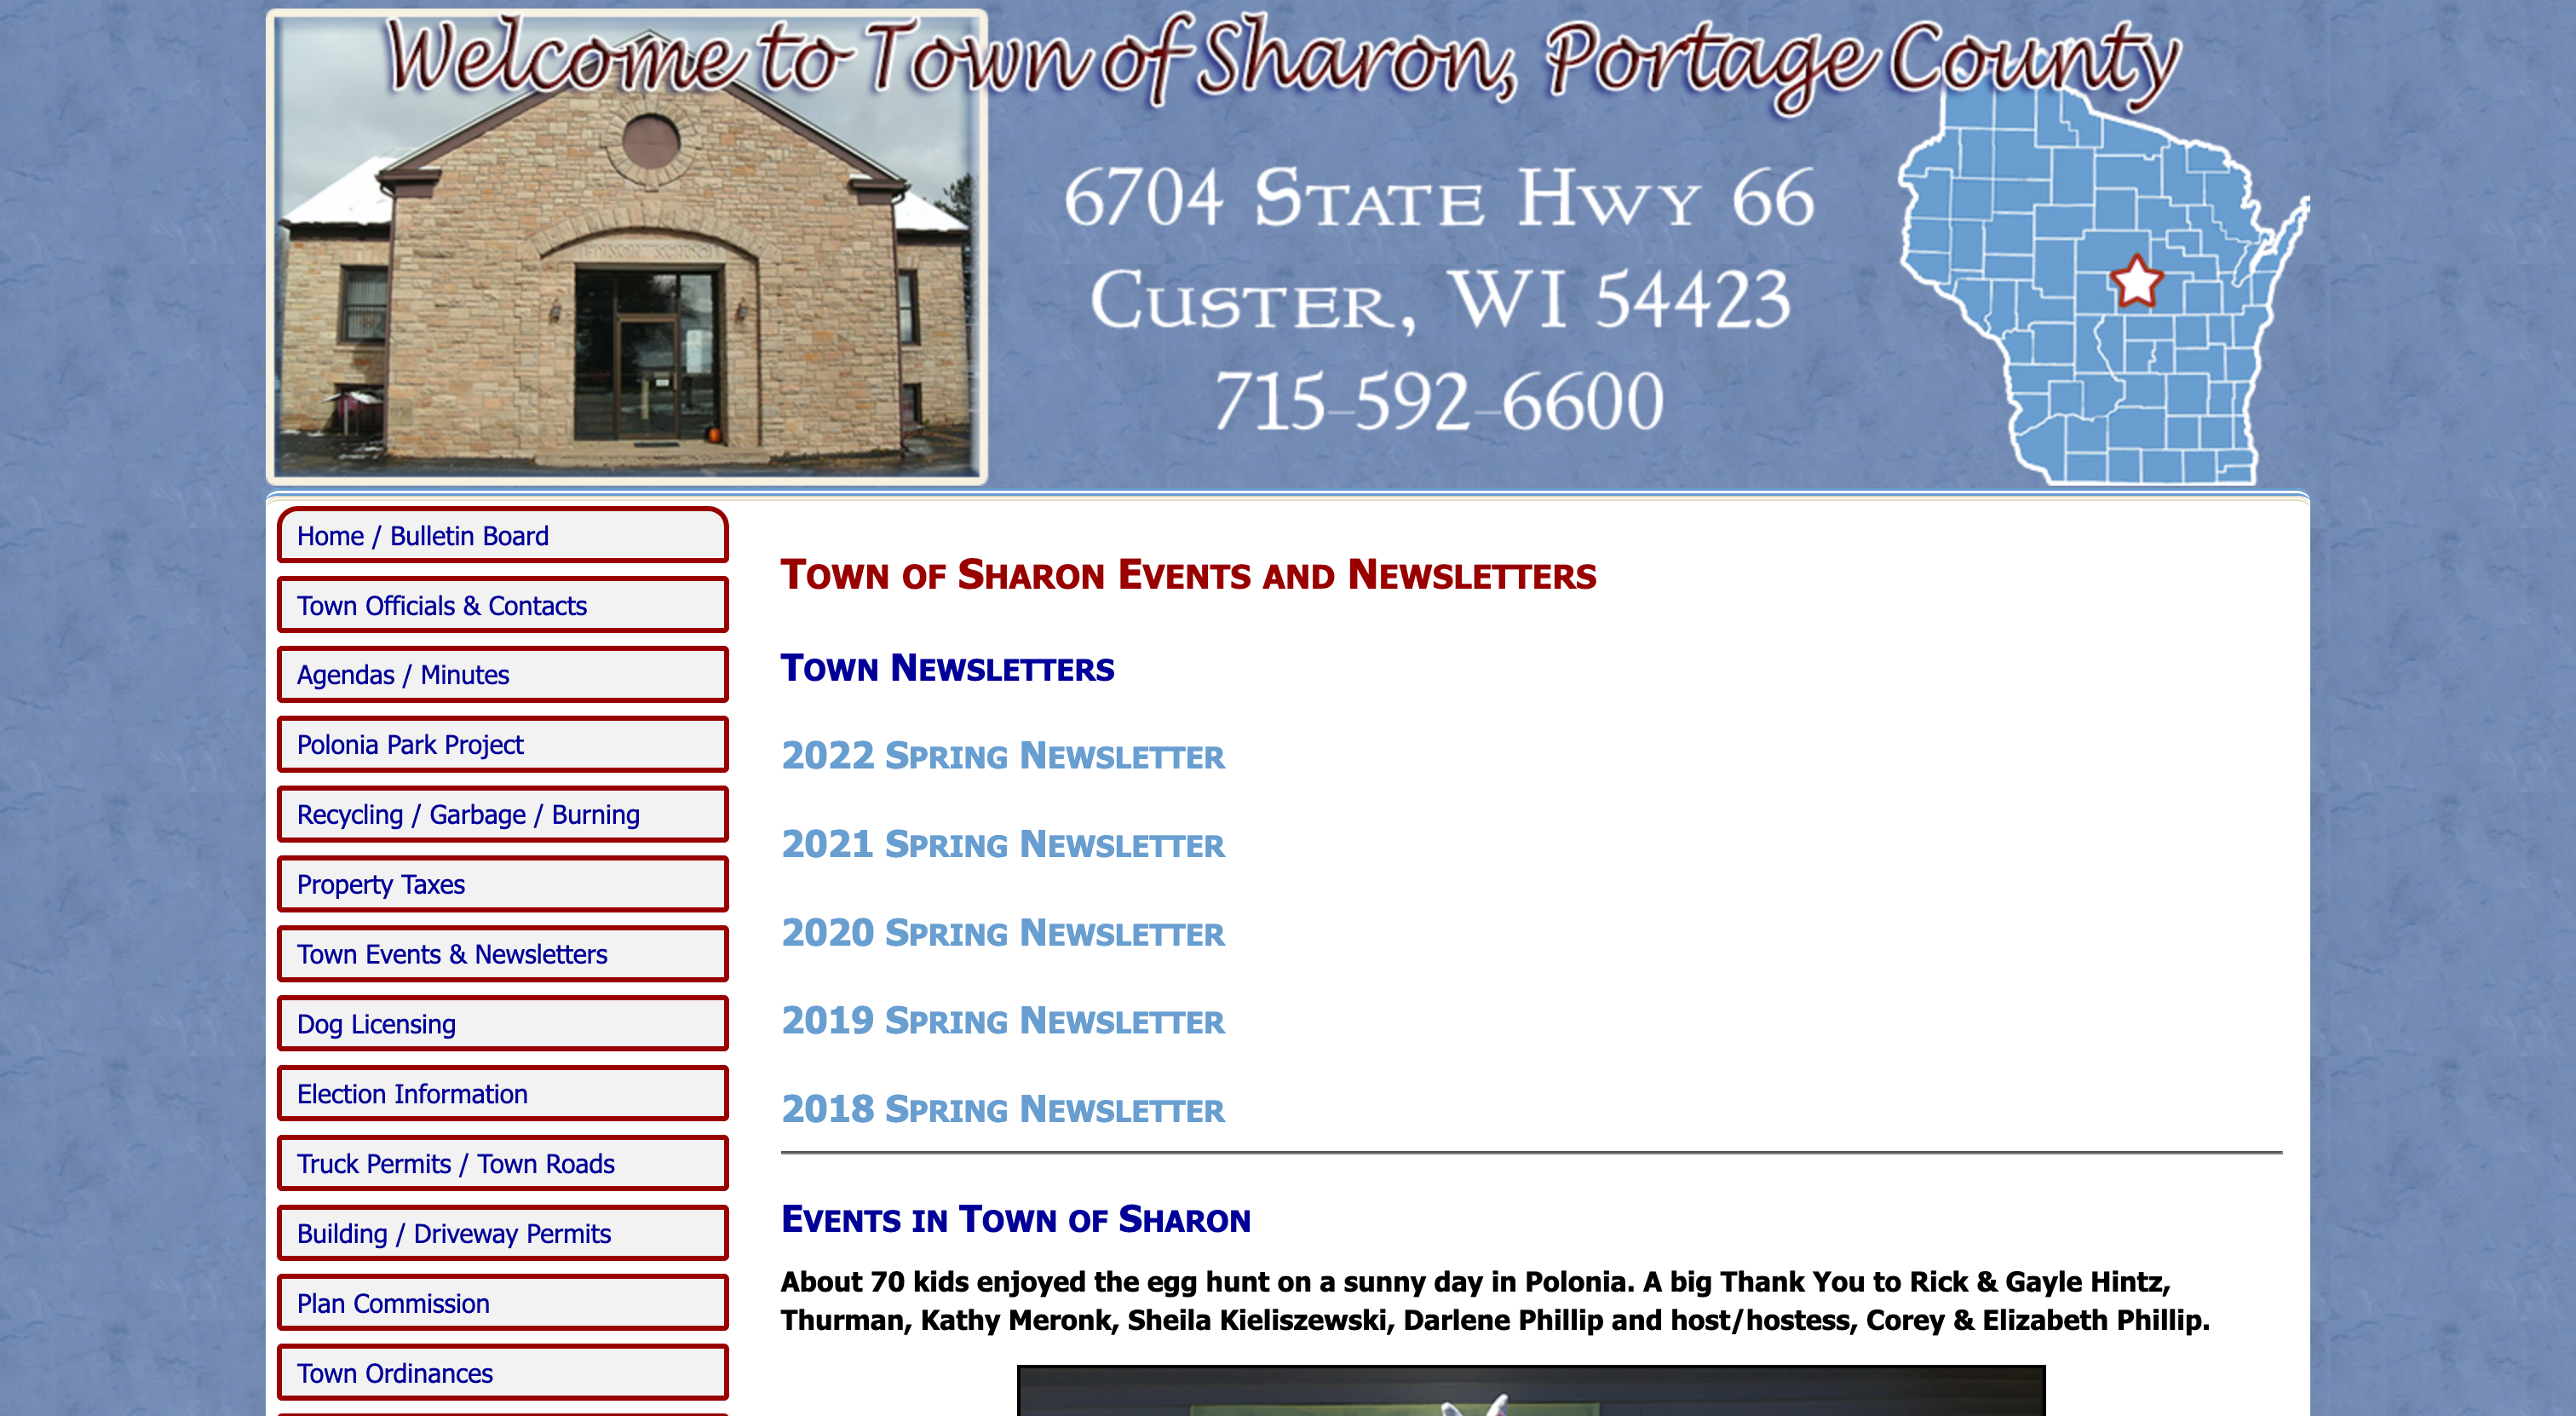 Welcome to Town of Sharon, Portage County
6704 State Hwy 66
Custer, WI 54423
715-592-6600
Home / Bulletin Board
Town Officials & Contacts
Agendas / Minutes
Polonia Park Project
Recycling / Garbage / Burning
Property Taxes
Town Events & Newsletters
Dog Licensing
Election Information
Truck Permits / Town Roads
Building / Driveway Permits
Plan Commission
Town Ordinances
Town of Sharon Events and Newsletters
Town Newsletters
2022 Spring Newsletter
2021 Spring Newsletter
2020 Spring Newsletter
2019 Spring Newsletter
2018 Spring Newsletter
Events in Town of Sharon
About 70 kids enjoyed the egg hunt on a sunny day in Polonia. A big Thank You to Rick & Gayle Hintz,
Thurman, Kathy Meronk, Sheila Kieliszewski, Darlene Phillip and host/hostess, Corey & Elizabeth Phillip.